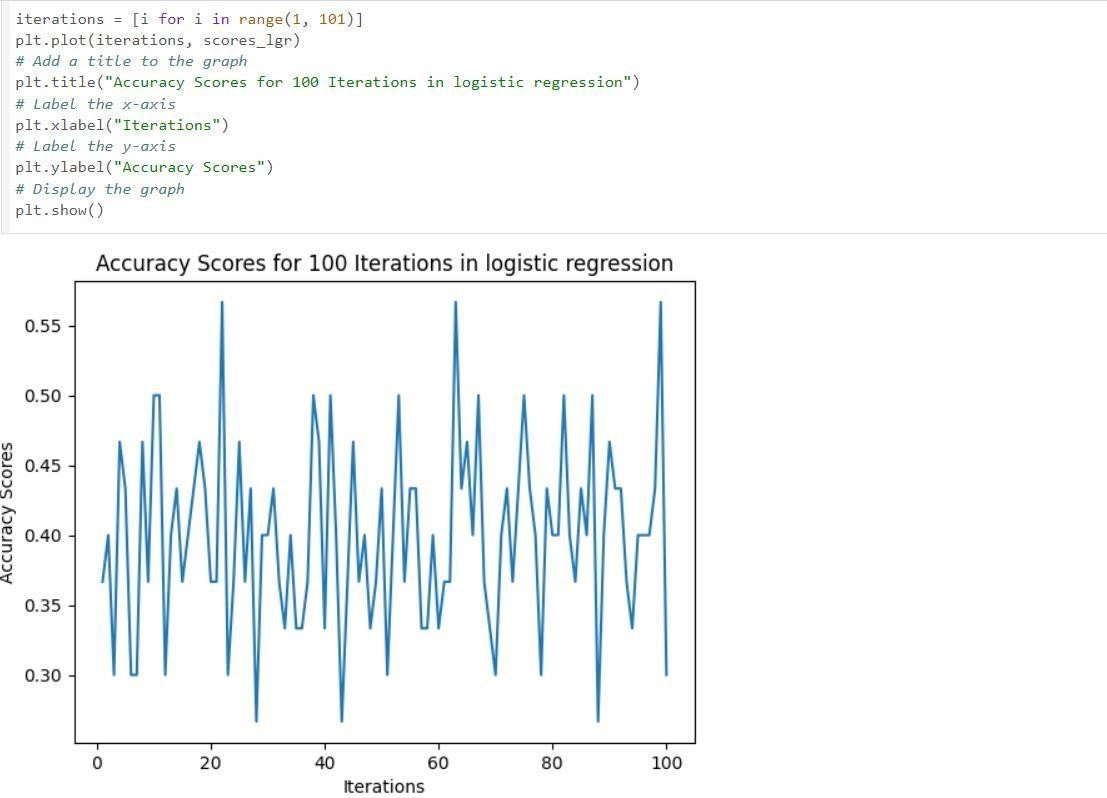 iterations = [i for i in range(1, 101)]
plt.plot(iterations, scores_lgr)
# Add a title to the graph
plt.title("Accuracy Scores for 100 Iterations in logistic regression")
# Label the x-axis
plt.xlabel("Iterations")
# Label the y-axis
plt.ylabel("Accuracy Scores")
# Display the graph
plt.show()
Accuracy Scores for 100 Iterations in logistic regression
Accuracy Scores
0.55
0.50
0.45
0.40
0.35
0.30
0 20 40 60 80 100
Iterations